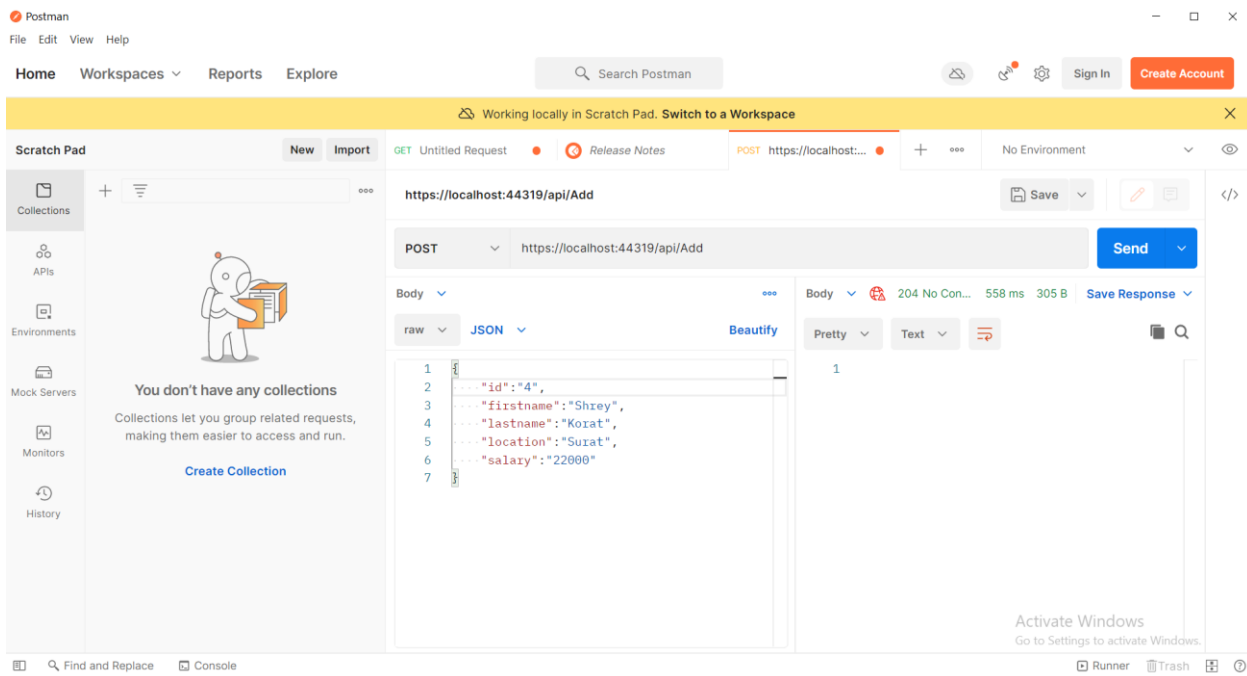 Postman
File Edit View Help
Home Workspaces Reports Explore Search Postman Sign In Create Account
Working locally in Scratch Pad. Switch to a Workspace
Scratch Pad New Import GET Untitled Request Release Notes POST https://localhost:... No Environment
Collections
APIs
Environments
Mock Servers
Monitors
History
You don't have any collections
Collections let you group related requests,
making them easier to access and run.
Create Collection
https://localhost:44319/api/Add Save
POST https://localhost:44319/api/Add Send
Body
raw JSON Beautify
1 {
2 "id":"4",
3 "firstname":"Shrey",
4 "lastname":"Korat",
5 "location":"Surat",
6 "salary":"22000"
7 }
Body 204 No Con... 558 ms 305 B Save Response
Pretty Text
1
Activate Windows
Go to Settings to activate Windows.
Find and Replace Console Runner Trash